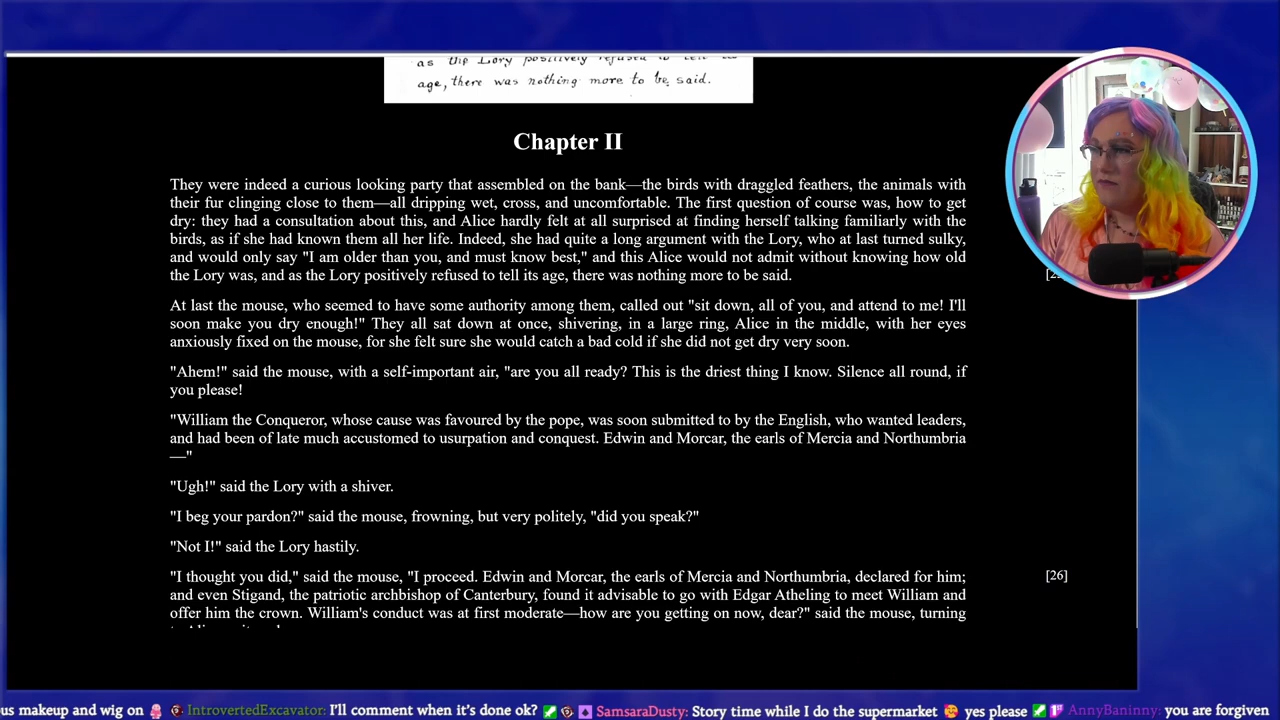 as the Lory positively refused to tell its
age, there was nothing more to be said.
Chapter II
They were indeed a curious looking party that assembled on the bank—the birds with draggled feathers, the animals with
their fur clinging close to them—all dripping wet, cross, and uncomfortable. The first question of course was, how to get
dry: they had a consultation about this, and Alice hardly felt at all surprised at finding herself talking familiarly with the
birds, as if she had known them all her life. Indeed, she had quite a long argument with the Lory, who at last turned sulky,
and would only say "I am older than you, and must know best," and this Alice would not admit without knowing how old
the Lory was, and as the Lory positively refused to tell its age, there was nothing more to be said.
At last the mouse, who seemed to have some authority among them, called out "sit down, all of you, and attend to me! I'll
soon make you dry enough!" They all sat down at once, shivering, in a large ring, Alice in the middle, with her eyes
anxiously fixed on the mouse, for she felt sure she would catch a bad cold if she did not get dry very soon.
"Ahem!" said the mouse, with a self-important air, "are you all ready? This is the driest thing I know. Silence all round, if
you please!
"William the Conqueror, whose cause was favoured by the pope, was soon submitted to by the English, who wanted leaders,
and had been of late much accustomed to usurpation and conquest. Edwin and Morcar, the earls of Mercia and Northumbria
—"
"Ugh!" said the Lory with a shiver.
"I beg your pardon?" said the mouse, frowning, but very politely, "did you speak?"
"Not I!" said the Lory hastily.
"I thought you did," said the mouse, "I proceed. Edwin and Morcar, the earls of Mercia and Northumbria, declared for him;
[26]
and even Stigand, the patriotic archbishop of Canterbury, found it advisable to go with Edgar Atheling to meet William and
offer him the crown. William's conduct was at first moderate—how are you getting on now, dear?" said the mouse, turning
us makeup and wig on IntrovertedExcavator: I'll comment when it's done ok? SamsaraDusty: Story time while I do the supermarket yes please AnnyBaninny: you are forgiven